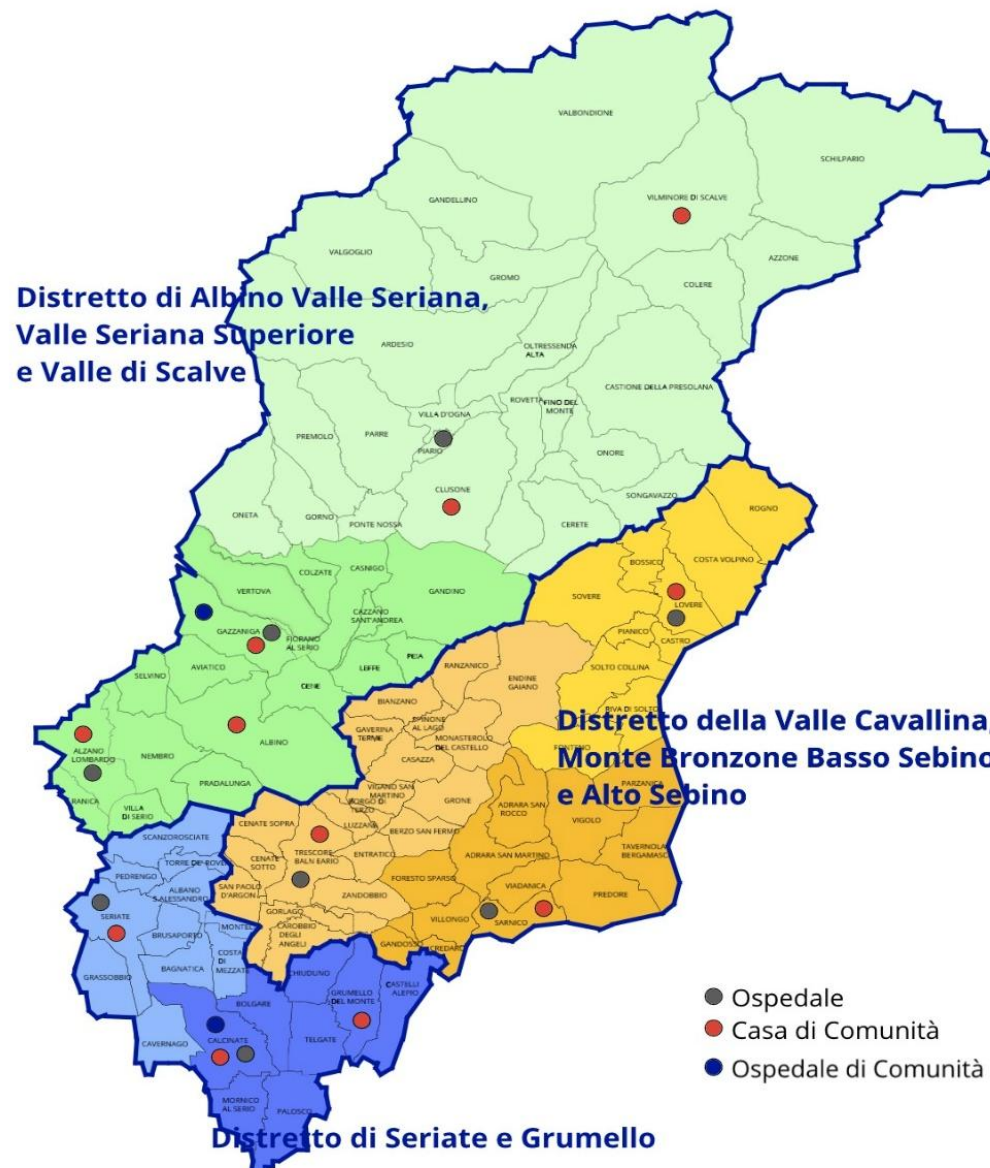 VALBONDIONE
SCHILPARIO
GANDELLINO
VILMINORE DI SCALVE
VALGOGLIO
AZZONE
GROMO
COLERE
Distretto di Albino Valle Seriana,
Valle Seriana Superiore
e Valle di Scalve
ARDESIO
OLTRESSENDA
ALTA
CASTIONE DELLA PRESOLANA
ROVETTA
FINO DEL
MONTE
VILLA D'OGNA
PREMOLO
PARRE
PIARIO
ONORE
CLUSONE
SONGAVAZZO
ROGNO
ONETA
GORNO
PONTE NOSSA
CERETE
COSTA VOLPINO
BOSSICO
CASNIGO
COLZATE
VERTOVA
GANDINO
SOVERE
LOVERE
CAZZANO
SANT'ANDREA
GAZZANIGA
FIORANO
AL SERIO
PIANICO
CASTRO
AVIATICO
LEFFE
PEIA
RANZANICO
SOLTO COLLINA
SELVINO
CENE
ENDINE
GAIANO
BIANZANO
RIVA DI SOLTO
ALBINO
GAVERINA
TERME
SPINONE
AL LAGO
MONASTEROLO
DEL CASTELLO
Distretto della Valle Cavallina,
Monte Bronzone Basso Sebino
e Alto Sebino
FONTENO
ALZANO
LOMBARDO
NEMBRO
CASAZZA
PRADALUNGA
PARZANICA
VIGANO SAN
MARTINO
RANICA
VILLA
DI SERIO
BORGO DI
TERZO
GRONE
ADRARA SAN
ROCCO
VIGOLO
CENATE SOPRA
LUZZANA
BERZO SAN FERMO
SCANZOROSCIATE
TAVERNOLA
BERGAMASCA
TRESCORE
BALNEARIO
ENTRATICO
ADRARA SAN MARTINO
CENATE
SOTTO
TORRE DE' ROVERI
PEDRENGO
FORESTO SPARSO
VIADANICA
PREDORE
ALBANO
S.ALESSANDRO
SAN PAOLO
D'ARGON
ZANDOBBIO
GORLAGO
SERIATE
VILLONGO
SARNICO
CAROBBIO
DEGLI
ANGELI
BRUSAPORTO
GANDOSSO
CREDARO
COSTA
DI
MEZZATE
BAGNATICA
GRASSOBBIO
CHIUDUNO
GRUMELLO
DEL MONTE
BOLGARE
CALCINATE
TELGATE
CAVERNAGO
MORNICO
AL SERIO
PALOSCO
Ospedale
Casa di Comunità
Ospedale di Comunità
Distretto di Seriate e Grumello